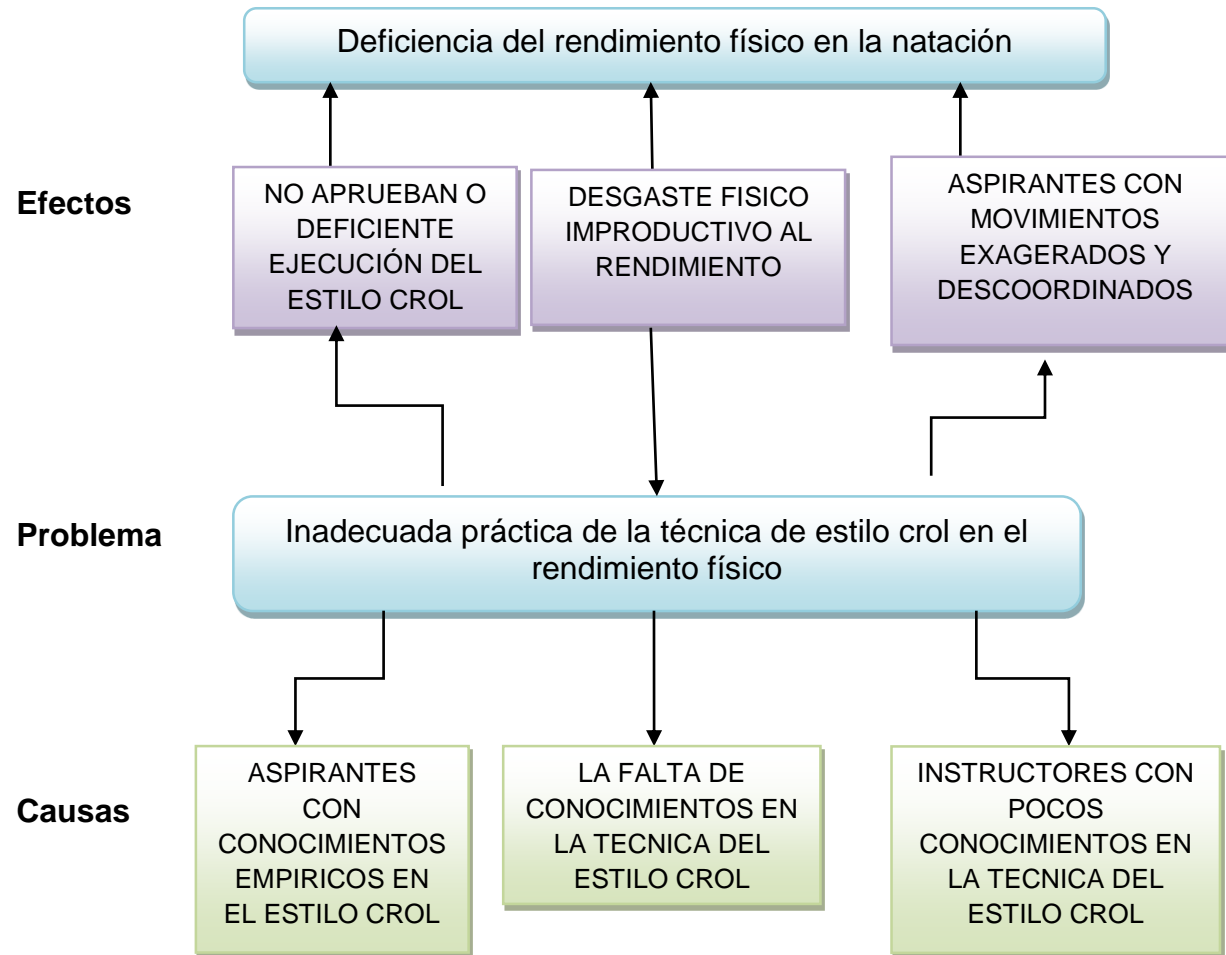 Deficiencia del rendimiento físico en la natación
Efectos
NO APRUEBAN O
DEFICIENTE
EJECUCIÓN DEL
ESTILO CROL
DESGASTE FISICO
IMPRODUCTIVO AL
RENDIMIENTO
ASPIRANTES CON
MOVIMIENTOS
EXAGERADOS Y
DESCOORDINADOS
Problema
Inadecuada práctica de la técnica de estilo crol en el
rendimiento físico
Causas
ASPIRANTES
CON
CONOCIMIENTOS
EMPIRICOS EN
EL ESTILO CROL
LA FALTA DE
CONOCIMIENTOS EN
LA TECNICA DEL
ESTILO CROL
INSTRUCTORES CON
POCOS
CONOCIMIENTOS EN
LA TECNICA DEL
ESTILO CROL